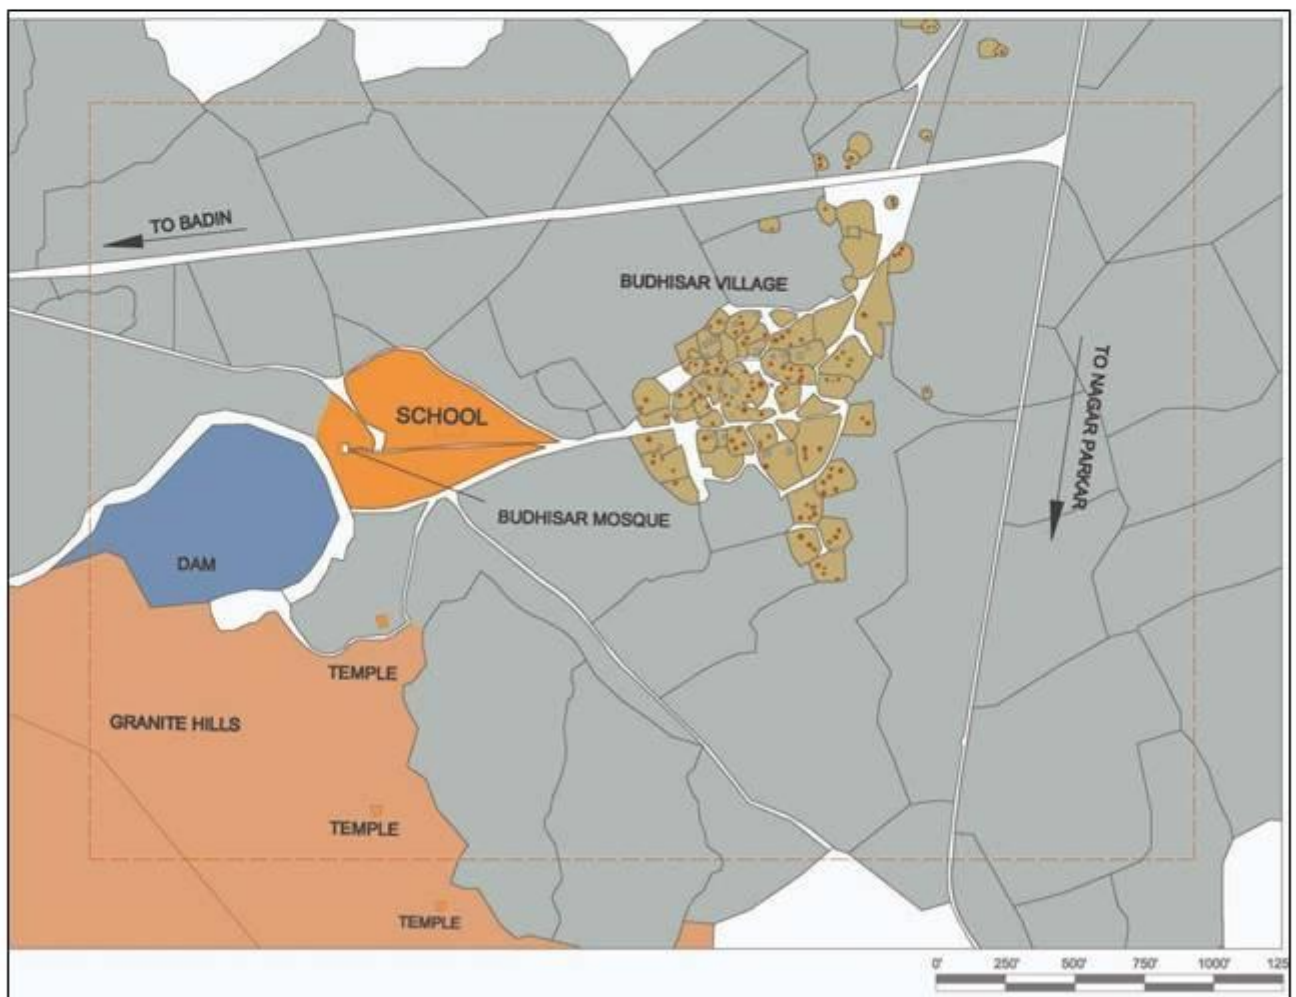 TO BADIN
BUDHISAR VILLAGE
TO NAGAR PARKAR
SCHOOL
BUDHISAR MOSQUE
DAM
TEMPLE
GRANITE HILLS
TEMPLE
TEMPLE
0' 250' 500' 750' 1000' 125